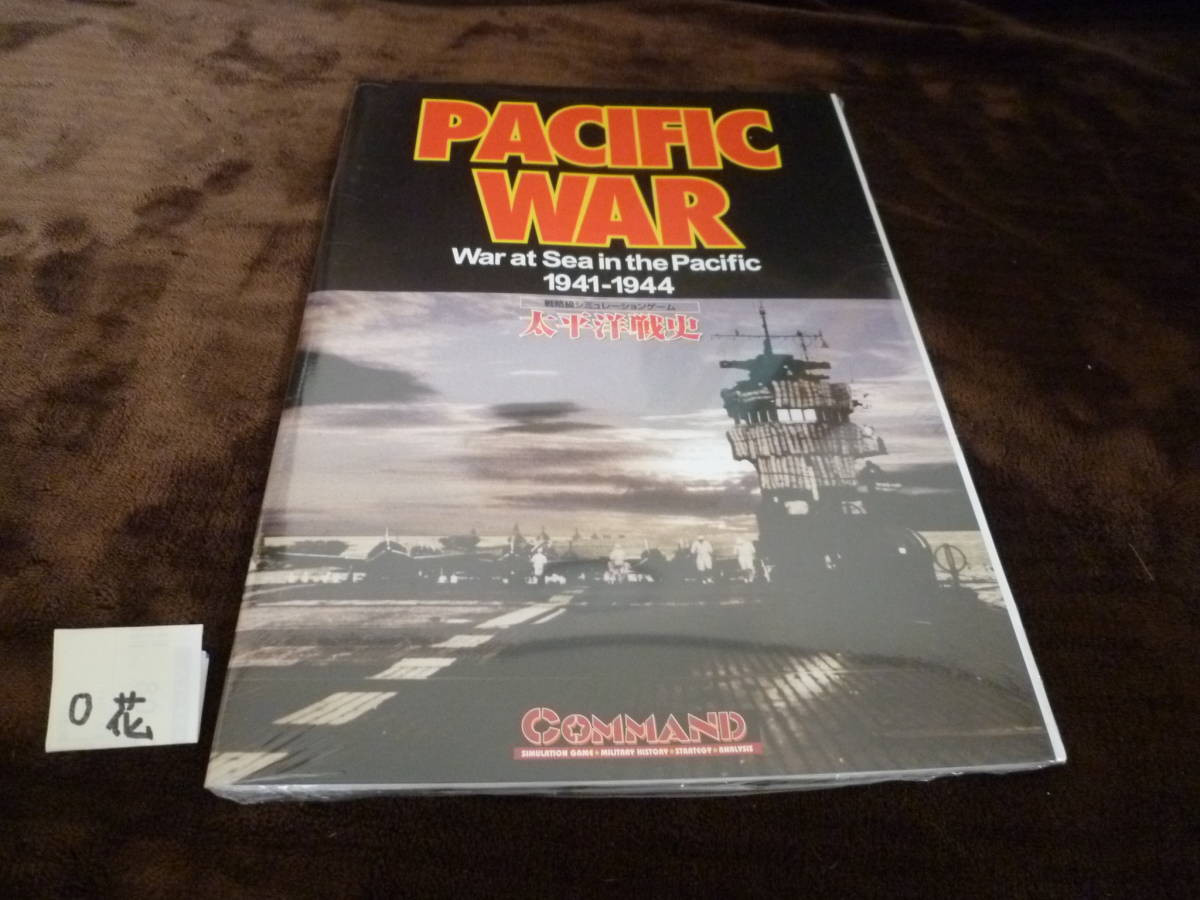 PACIFIC
WAR
War at Sea in the Pacific
1941-1944
戦略級シミュレーションゲーム
太平洋戦史
COMMAND
SIMULATION GAME ★ MILITARY HISTORY ★ STRATEGY ★ ANALYSIS
O花